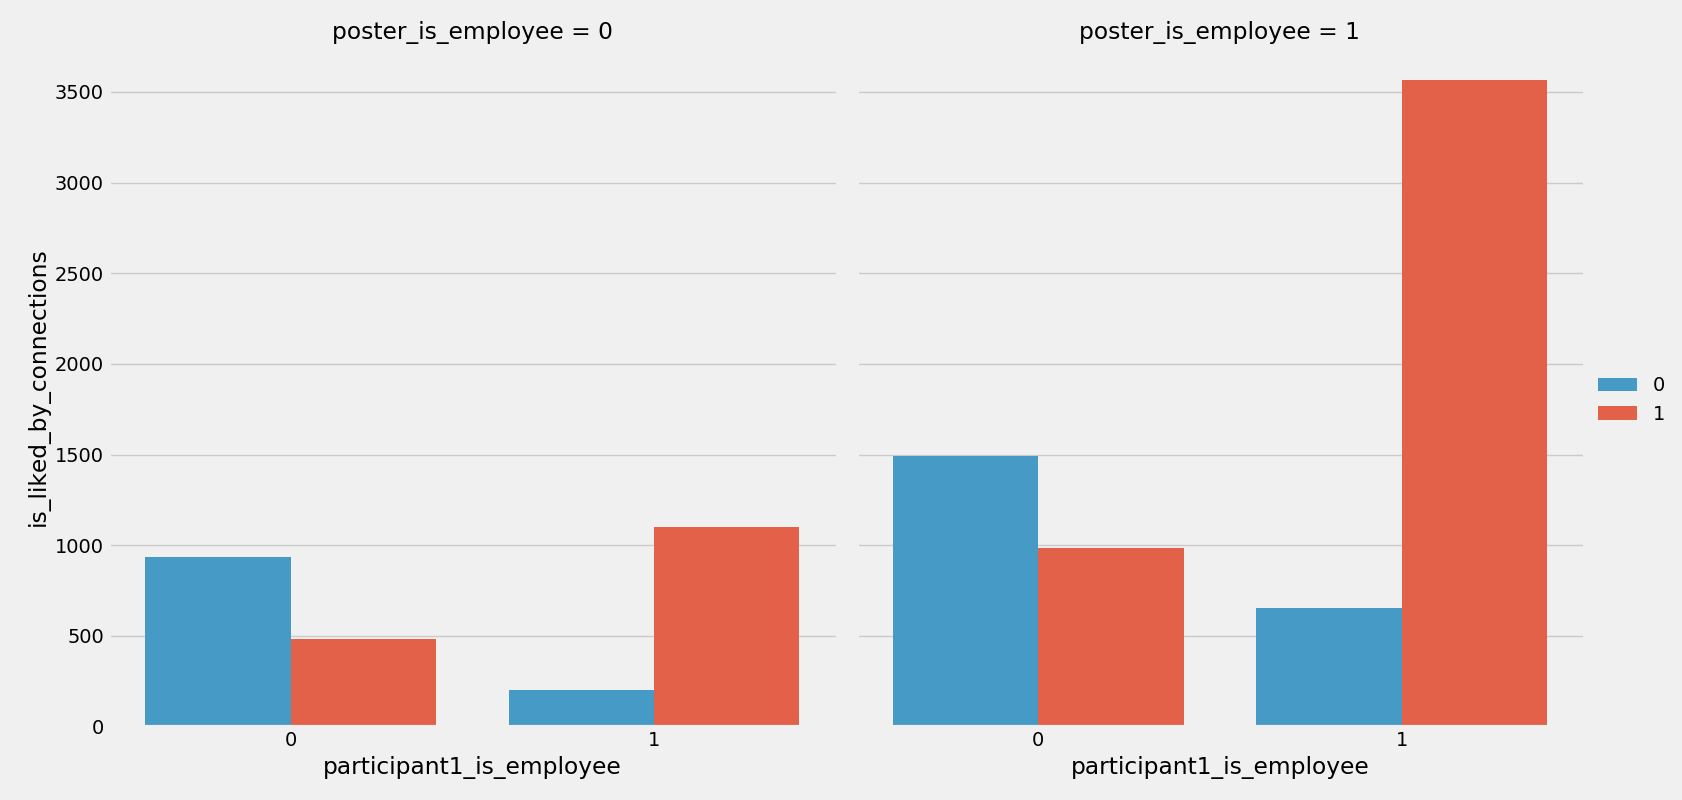 poster_is_employee = 0
poster_is_employee = 1
is_liked_by_connections
3500
3000
2500
2000
1500
1000
500
0
0
1
participant1_is_employee
0
1
participant1_is_employee
0
1